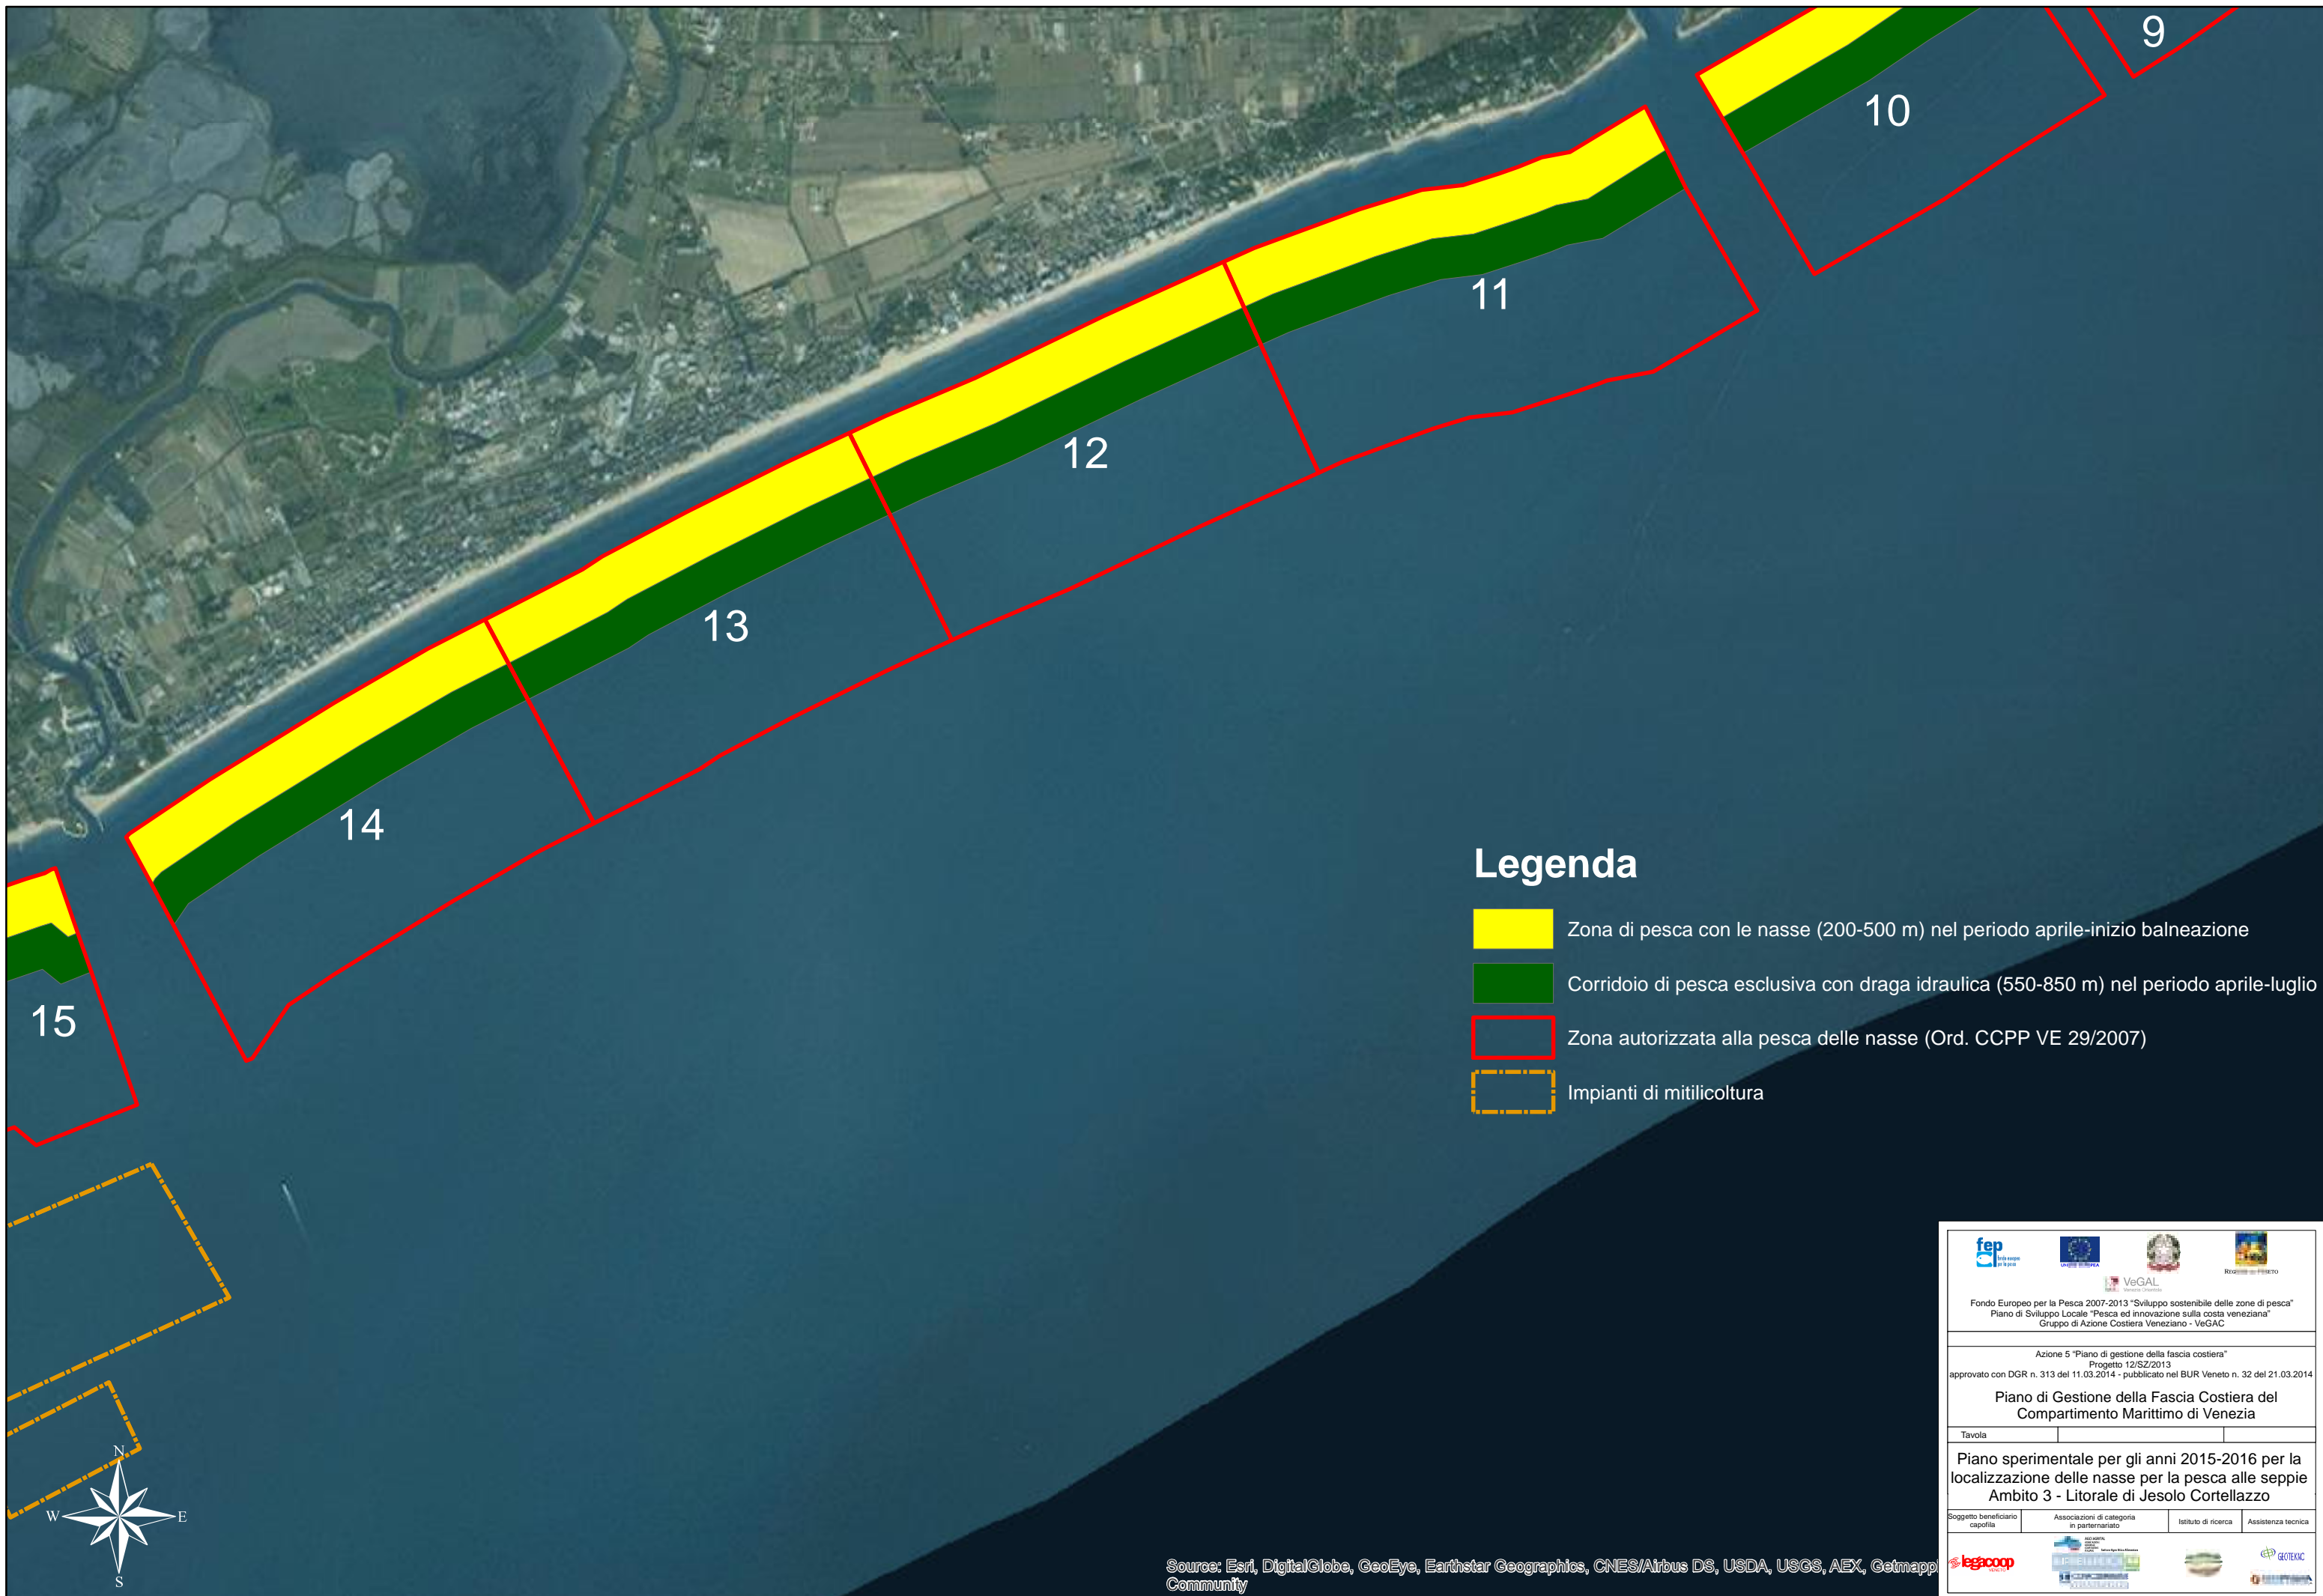 9
10
11
12
13
14
15
Legenda
Zona di pesca con le nasse (200-500 m) nel periodo aprile-inizio balneazione
Corridoio di pesca esclusiva con draga idraulica (550-850 m) nel periodo aprile-luglio
Zona autorizzata alla pesca delle nasse (Ord. CCPP VE 29/2007)
Impianti di mitilicoltura
N
W E
S
Source: Esri, DigitalGlobe, GeoEye, Earthstar Geographics, CNES/Airbus DS, USDA, USGS, AEX, Getmapp
Community
fep
fondo europeo
per la pesca
VeGAL
Fondo Europeo per la Pesca 2007-2013 "Sviluppo sostenibile delle zone di pesca"
Piano di Sviluppo Locale "Pesca ed innovazione sulla costa veneziana"
Gruppo di Azione Costiera Veneziano - VeGAC
Azione 5 "Piano di gestione della fascia costiera"
Progetto 12/SZ/2013
approvato con DGR n. 313 del 11.03.2014 - pubblicato nel BUR Veneto n. 32 del 21.03.2014
Piano di Gestione della Fascia Costiera del
Compartimento Marittimo di Venezia
Tavola
Piano sperimentale per gli anni 2015-2016 per la
localizzazione delle nasse per la pesca alle seppie
Ambito 3 - Litorale di Jesolo Cortellazzo
Soggetto beneficiario
capofila
Associazioni di categoria
in parternariato
Istituto di ricerca
Assistenza tecnica
legacoop
VENETO